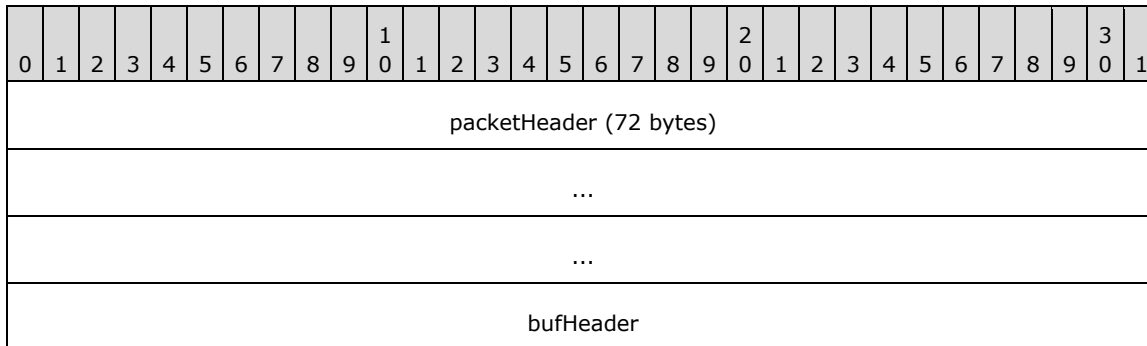 1 2 3
0 1 2 3 4 5 6 7 8 9 0 1 2 3 4 5 6 7 8 9 0 1 2 3 4 5 6 7 8 9 0 1
packetHeader (72 bytes)
...
...
bufHeader